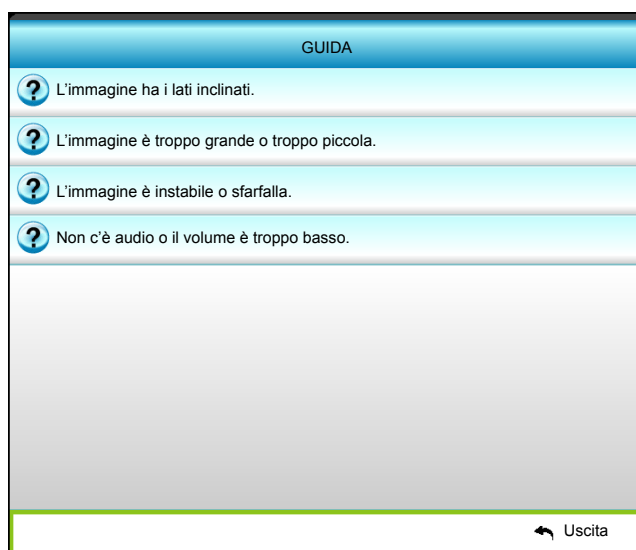 GUIDA
L'immagine ha i lati inclinati.
L'immagine è troppo grande o troppo piccola.
L'immagine è instabile o sfarfalla.
Non c'è audio o il volume è troppo basso.
Uscita